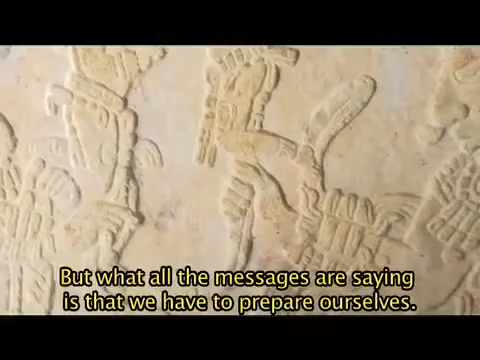 But what all the messages are saying
is that we have to prepare ourselves.